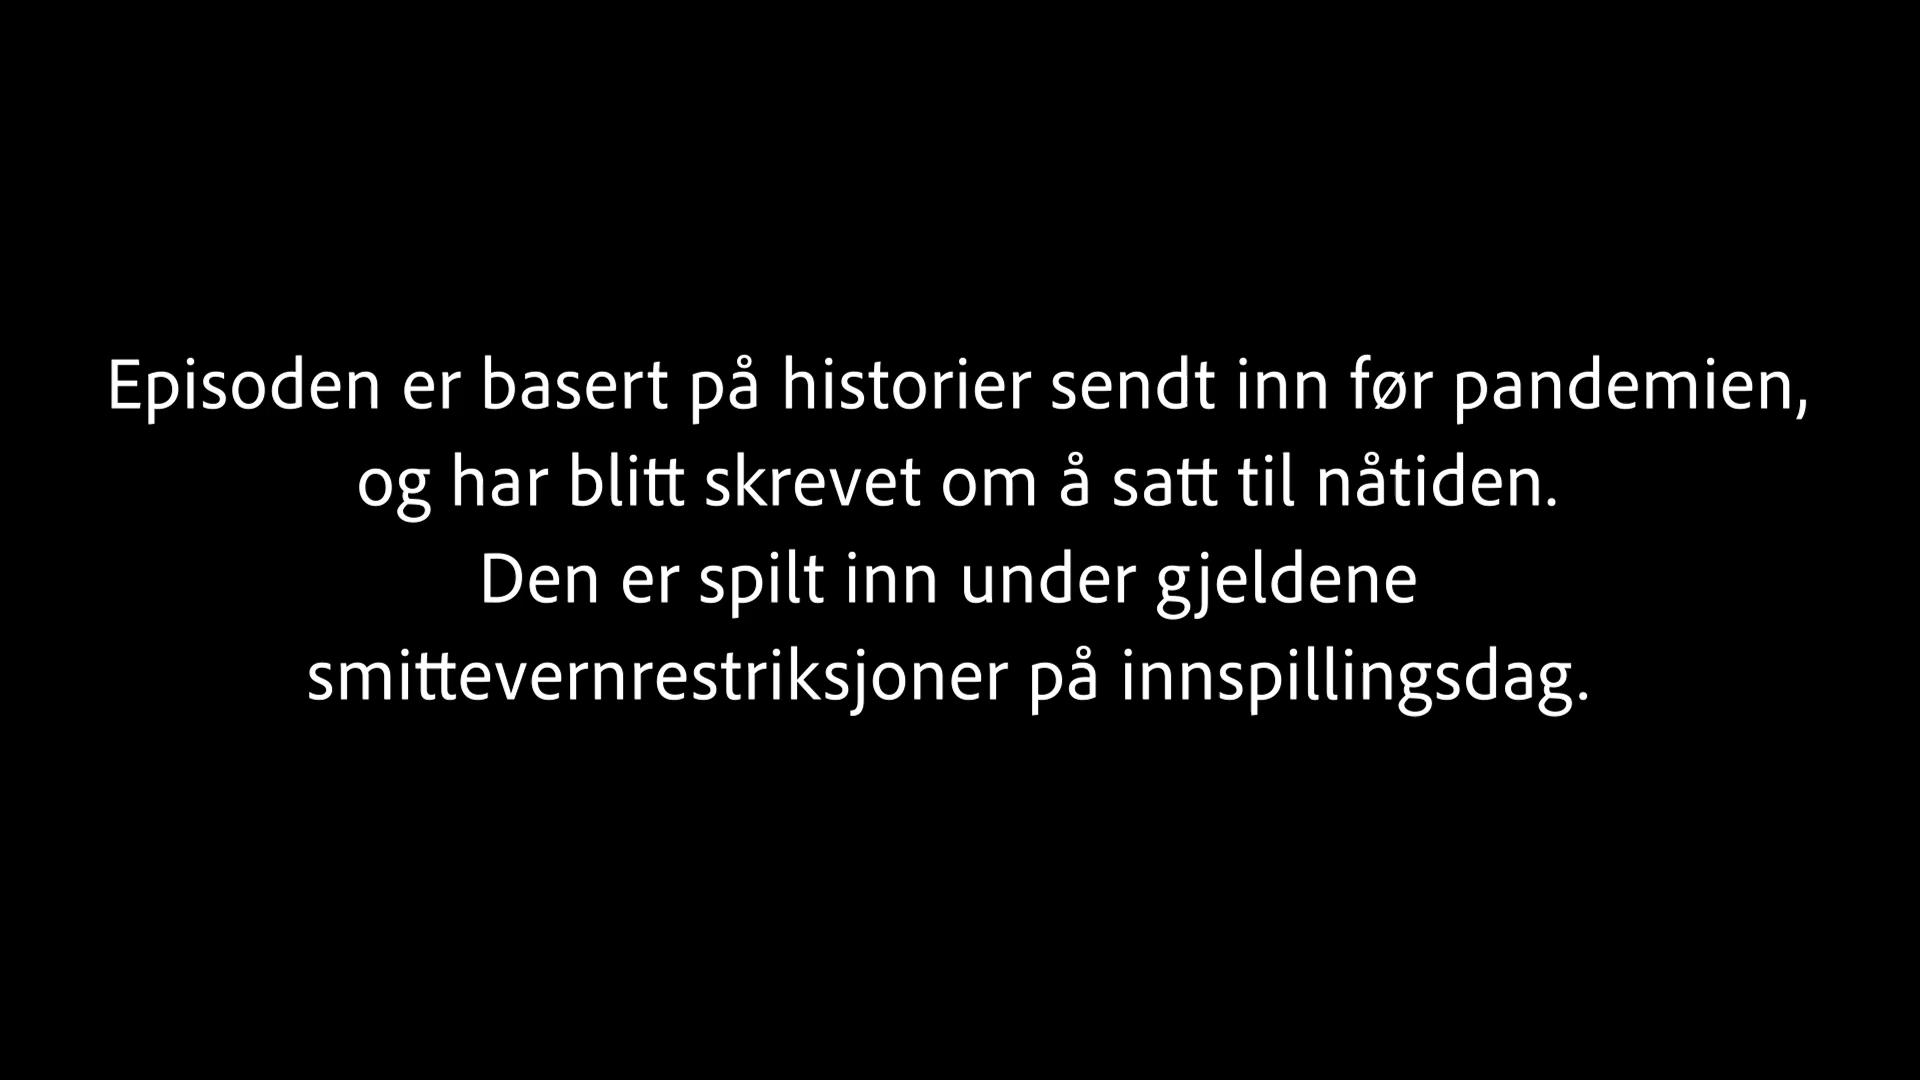 Episoden er basert på historier sendt inn før pandemien,
og har blitt skrevet om å satt til nåtiden.
Den er spilt inn under gjeldene
smittevernrestriksjoner på innspillingsdag.